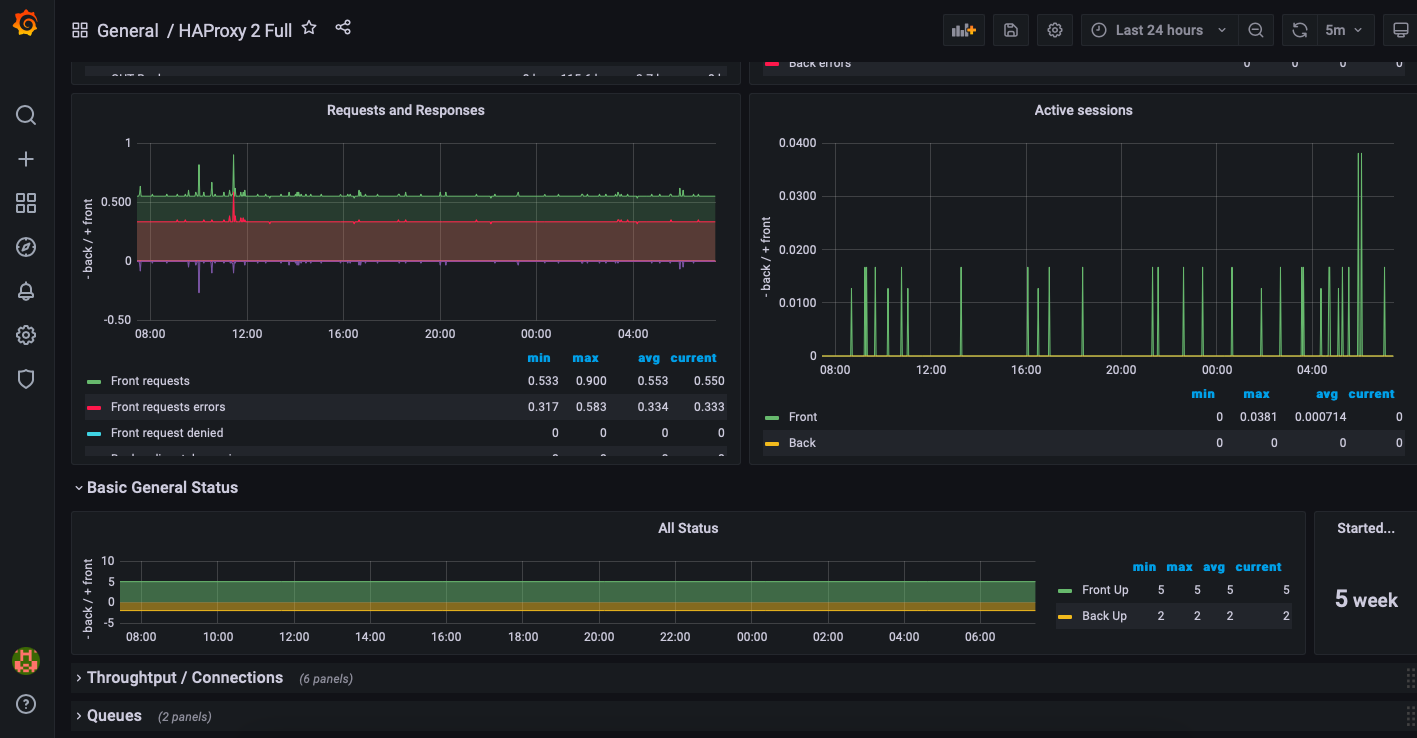 General / HAProxy 2 Full
Last 24 hours
5m
Back errors 0 0 0 0
Requests and Responses
- back / + front
1
0.500
0
-0.50
08:00 12:00 16:00 20:00 00:00 04:00
min max avg current
Front requests 0.533 0.900 0.553 0.550
Front requests errors 0.317 0.583 0.334 0.333
Front request denied 0 0 0 0
Active sessions
- back / + front
0.0400
0.0300
0.0200
0.0100
0
08:00 12:00 16:00 20:00 00:00 04:00
min max avg current
Front 0 0.0381 0.000714 0
Back 0 0 0 0
Basic General Status
All Status
- back / + front
10
5
0
-5
08:00 10:00 12:00 14:00 16:00 18:00 20:00 22:00 00:00 02:00 04:00 06:00
min max avg current
Front Up 5 5 5 5
Back Up 2 2 2 2
Started...
5 week
Throughtput / Connections (6 panels)
Queues (2 panels)